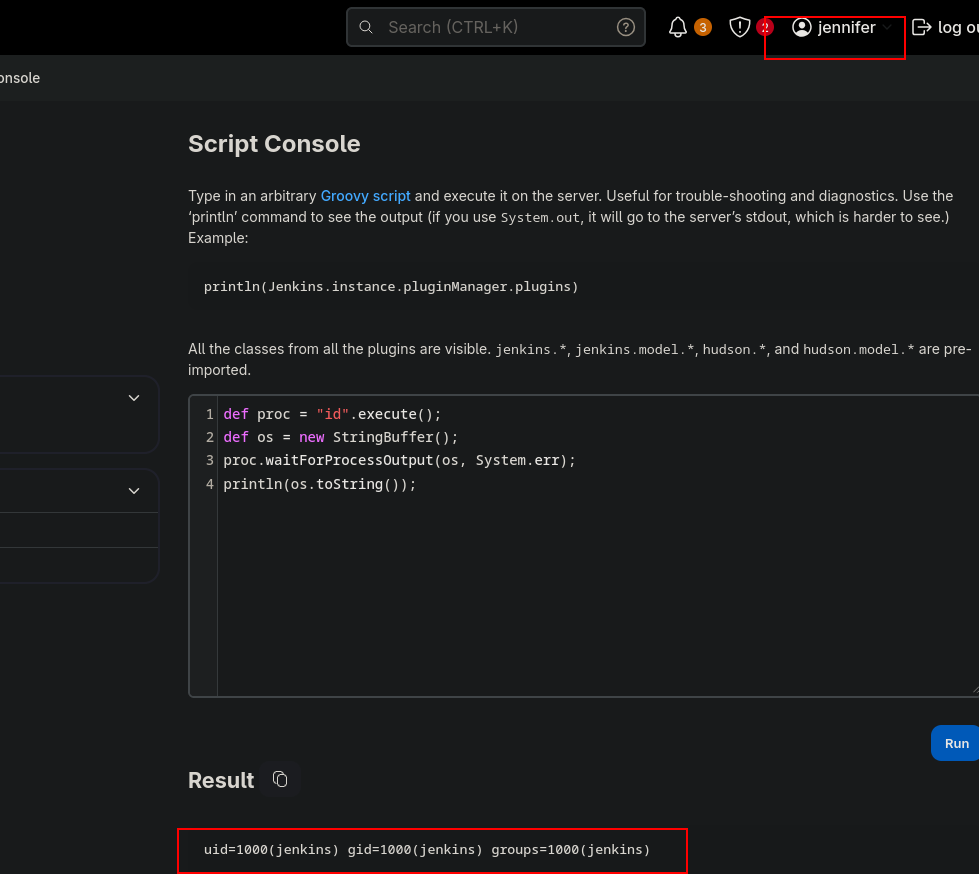 Search (CTRL+K) ? 3 2 jennifer log ou
onsole
Script Console
Type in an arbitrary Groovy script and execute it on the server. Useful for trouble-shooting and diagnostics. Use the
‘println’ command to see the output (if you use System.out, it will go to the server’s stdout, which is harder to see.)
Example:
println(Jenkins.instance.pluginManager.plugins)
All the classes from all the plugins are visible. jenkins.*, jenkins.model.*, hudson.*, and hudson.model.* are pre-
imported.
1 def proc = "id".execute();
2 def os = new StringBuffer();
3 proc.waitForProcessOutput(os, System.err);
4 println(os.toString());
Run
Result
uid=1000(jenkins) gid=1000(jenkins) groups=1000(jenkins)